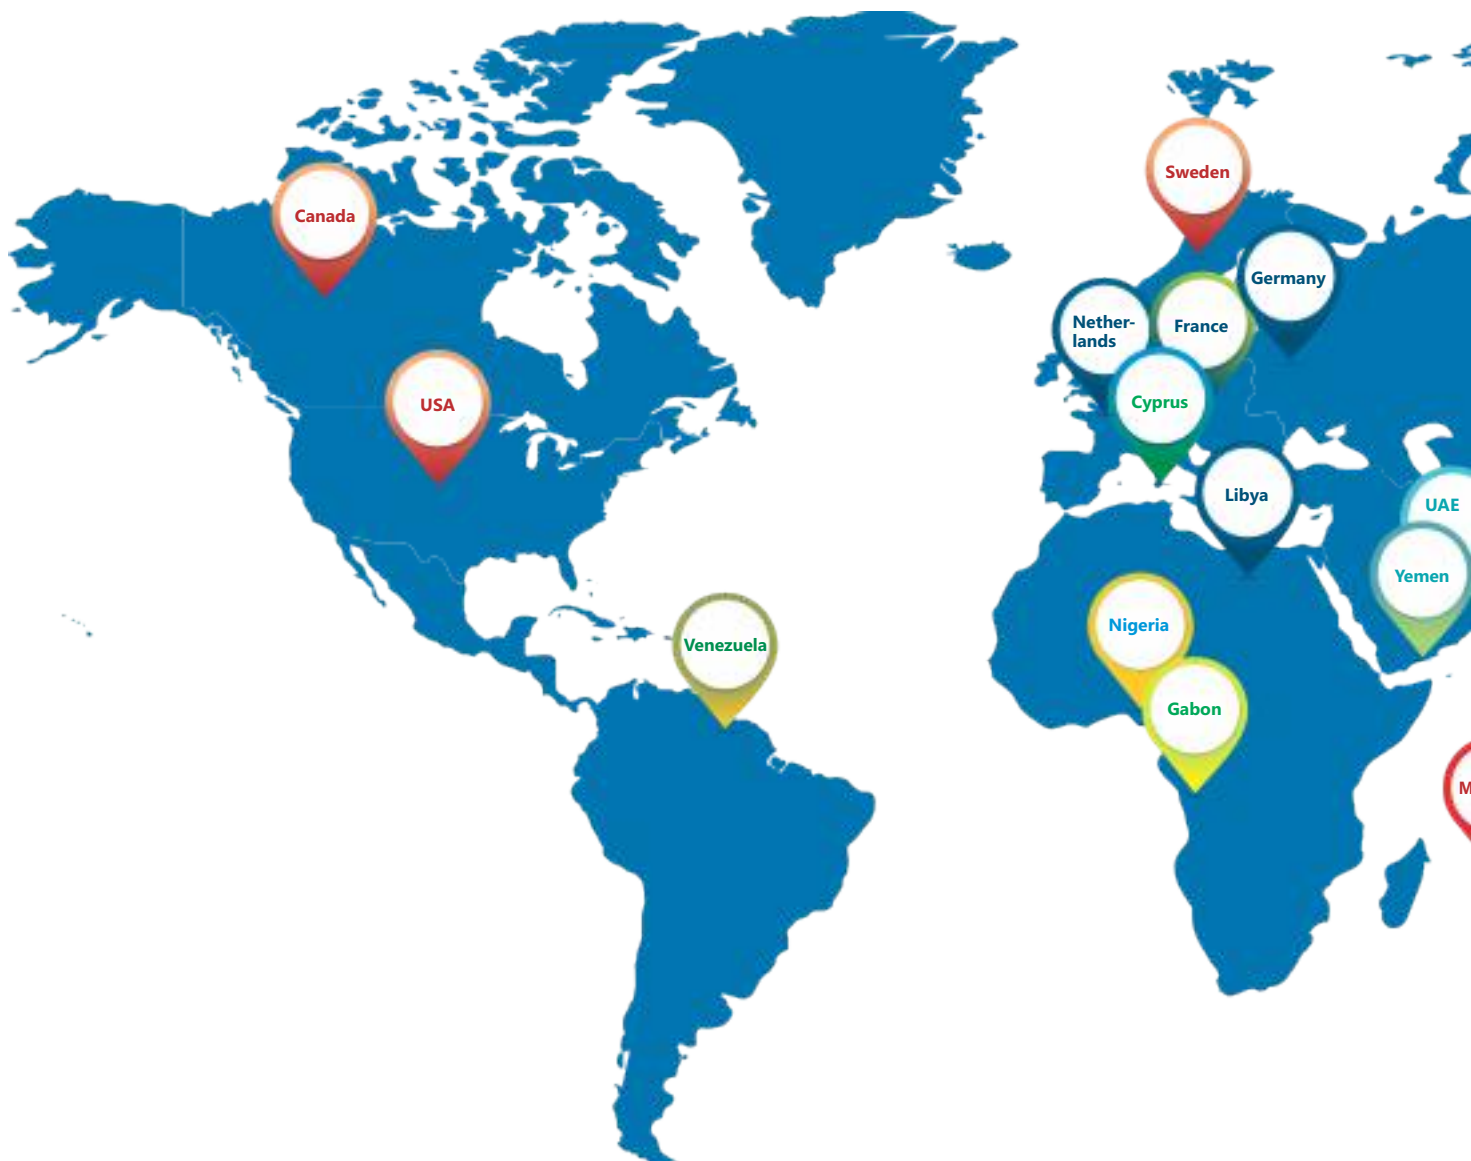 Sweden
Canada
Germany
Nether-
lands
France
USA
Cyprus
Libya
UAE
Yemen
Nigeria
Venezuela
Gabon
M